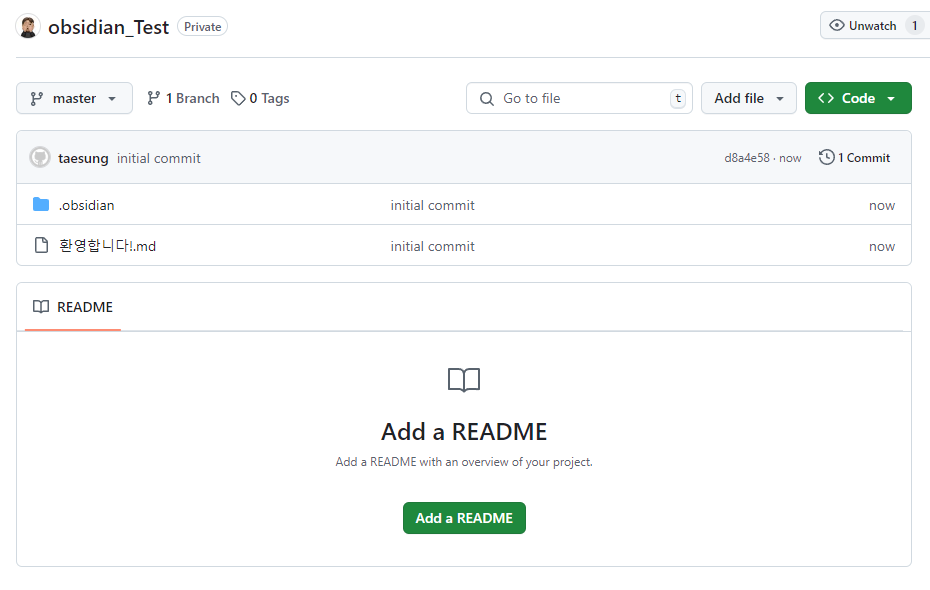 obsidian_Test Private Unwatch 1
master 1 Branch 0 Tags Go to file t Add file Code
taesung initial commit d8a4e58 · now 1 Commit
.obsidian initial commit now
환영합니다!.md initial commit now
README
Add a README
Add a README with an overview of your project.
Add a README